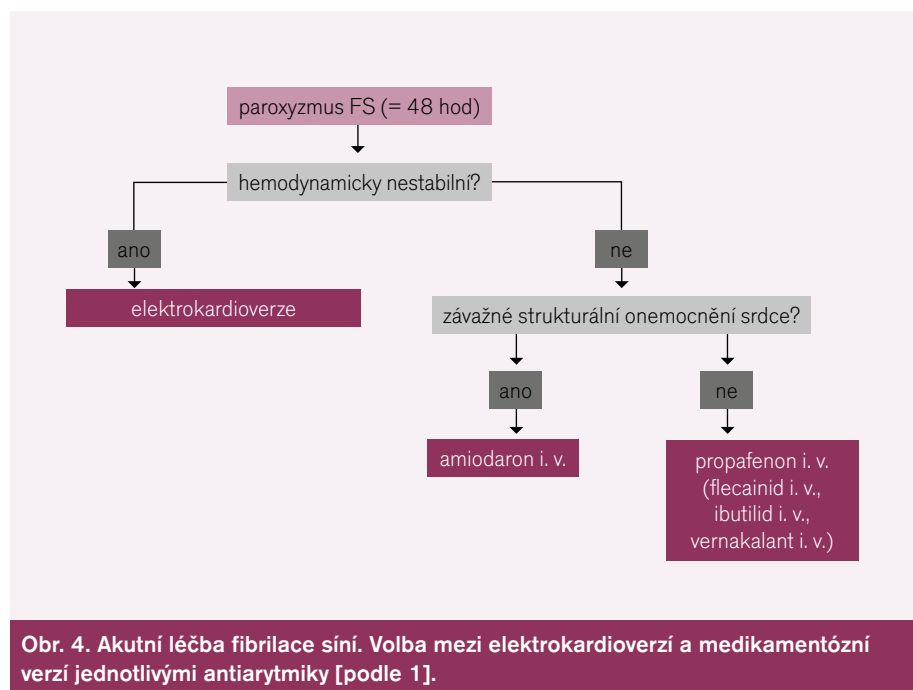 paroxyzmus FS (= 48 hod)
hemodynamicky nestabilní?
ano
ne
elektrokardioverze
závažné strukturální onemocnění srdce?
ano
ne
amiodaron i. v.
propafenon i. v.
(flecainid i. v.,
ibutilid i. v.,
vernakalant i. v.)
Obr. 4. Akutní léčba fibrilace síní. Volba mezi elektrokardioverzí a medikamentózní
verzí jednotlivými antiarytmiky [podle 1].